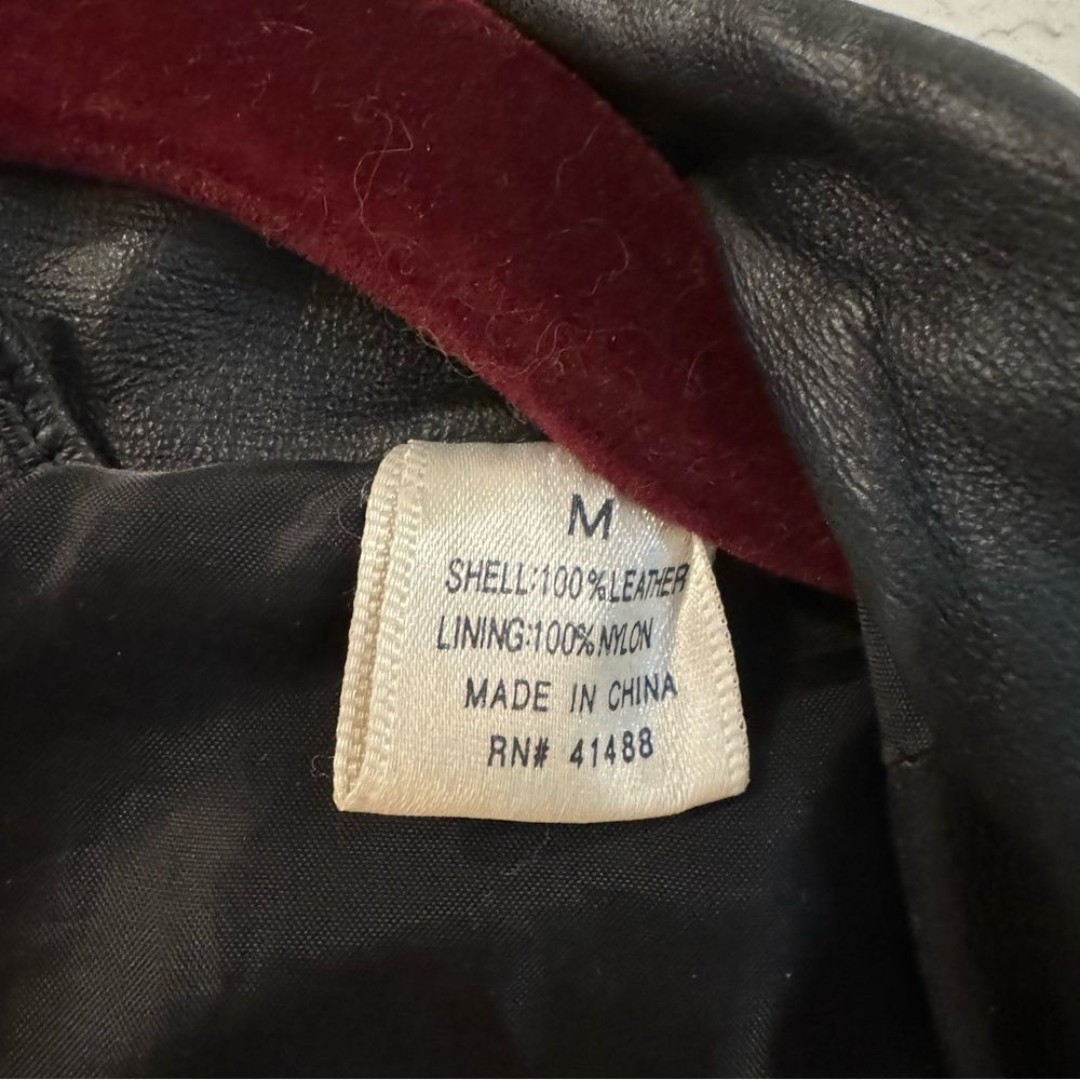 M
SHELL:100%LEATHER
LINING:100%NYLON
MADE IN CHINA
RN# 41488